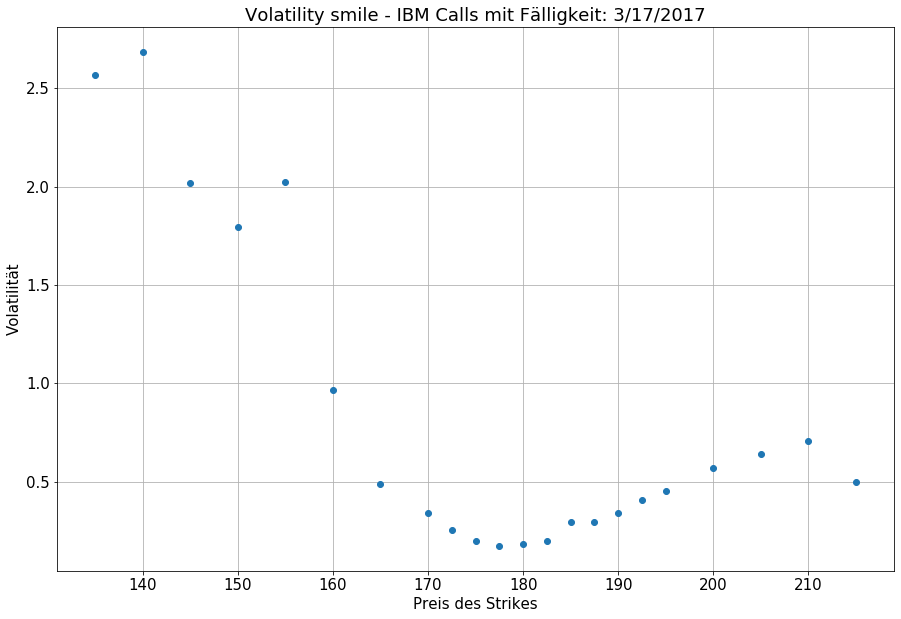 Volatility smile - IBM Calls mit Fälligkeit: 3/17/2017
2.5
2.0
1.5
1.0
0.5
Volatilität
140 150 160 170 180 190 200 210
Preis des Strikes